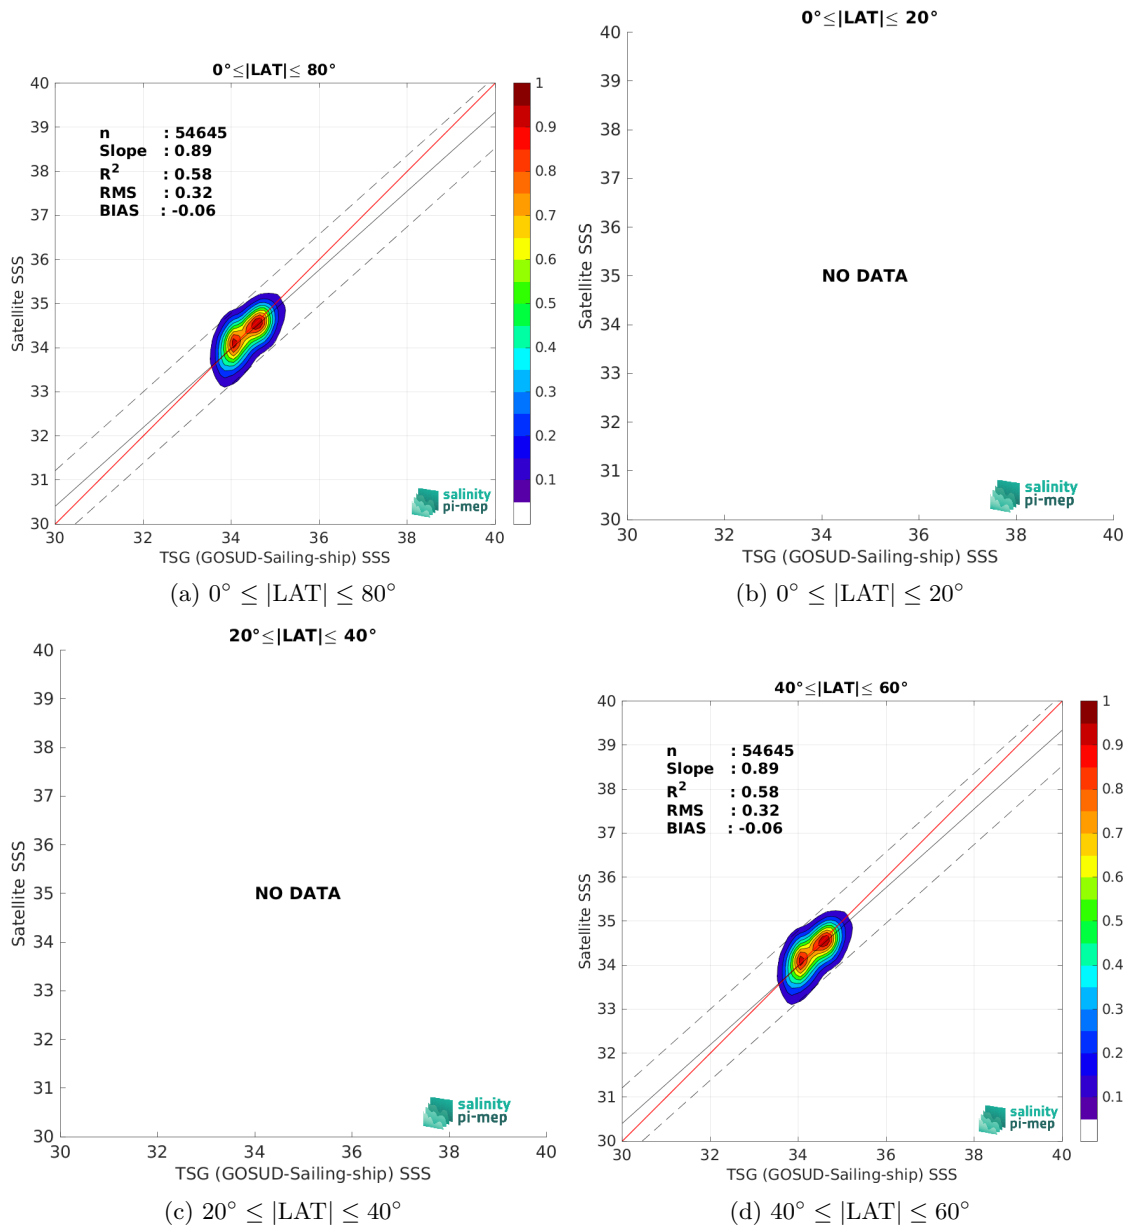 0°≤|LAT|≤ 80°
40
39
38
37
36
35
34
33
32
31
30
Satellite SSS
n : 54645
Slope : 0.89
R2 : 0.58
RMS : 0.32
BIAS : -0.06
salinity
pi-mep
30 32 34 36 38 40
TSG (GOSUD-Sailing-ship) SSS
1
0.9
0.8
0.7
0.6
0.5
0.4
0.3
0.2
0.1
(a) 0° ≤ |LAT| ≤ 80°
0°≤|LAT|≤ 20°
40
39
38
37
36
35
34
33
32
31
30
Satellite SSS
NO DATA
salinity
pi-mep
30 32 34 36 38 40
TSG (GOSUD-Sailing-ship) SSS
(b) 0° ≤ |LAT| ≤ 20°
20°≤|LAT|≤ 40°
40
39
38
37
36
35
34
33
32
31
30
Satellite SSS
NO DATA
salinity
pi-mep
30 32 34 36 38 40
TSG (GOSUD-Sailing-ship) SSS
(c) 20° ≤ |LAT| ≤ 40°
40°≤|LAT|≤ 60°
40
39
38
37
36
35
34
33
32
31
30
Satellite SSS
n : 54645
Slope : 0.89
R2 : 0.58
RMS : 0.32
BIAS : -0.06
salinity
pi-mep
30 32 34 36 38 40
TSG (GOSUD-Sailing-ship) SSS
1
0.9
0.8
0.7
0.6
0.5
0.4
0.3
0.2
0.1
(d) 40° ≤ |LAT| ≤ 60°